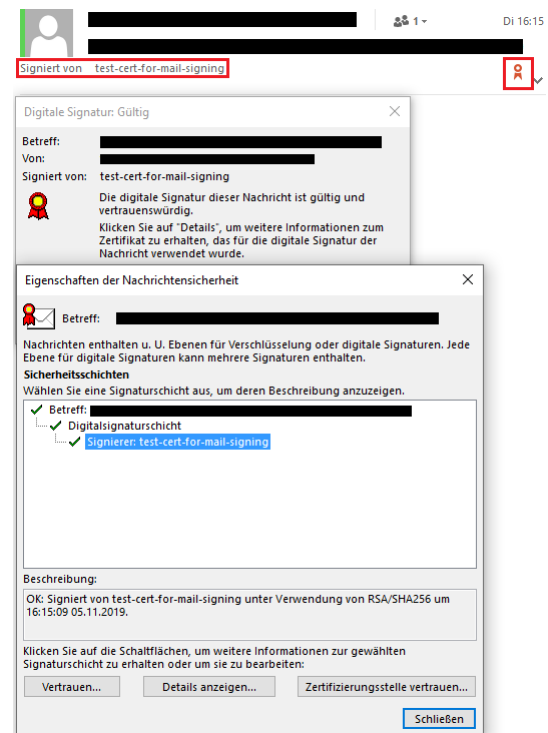 1
Di 16:15
Signiert von test-cert-for-mail-signing
Digitale Signatur: Gültig
Betreff:
Von:
Signiert von: test-cert-for-mail-signing
Die digitale Signatur dieser Nachricht ist gültig und
vertrauenswürdig.
Klicken Sie auf "Details", um weitere Informationen zum
Zertifikat zu erhalten, das für die digitale Signatur der
Nachricht verwendet wurde.
Eigenschaften der Nachrichtensicherheit
Betreff:
Nachrichten enthalten u. U. Ebenen für Verschlüsselung oder digitale Signaturen. Jede
Ebene für digitale Signaturen kann mehrere Signaturen enthalten.
Sicherheitsschichten
Wählen Sie eine Signaturschicht aus, um deren Beschreibung anzuzeigen.
Betreff:
Digitalsignaturschicht
Signierer: test-cert-for-mail-signing
Beschreibung:
OK: Signiert von test-cert-for-mail-signing unter Verwendung von RSA/SHA256 um
16:15:09 05.11.2019.
Klicken Sie auf die Schaltflächen, um weitere Informationen zur gewählten
Signaturschicht zu erhalten oder um sie zu bearbeiten:
Vertrauen... Details anzeigen... Zertifizierungsstelle vertrauen...
Schließen